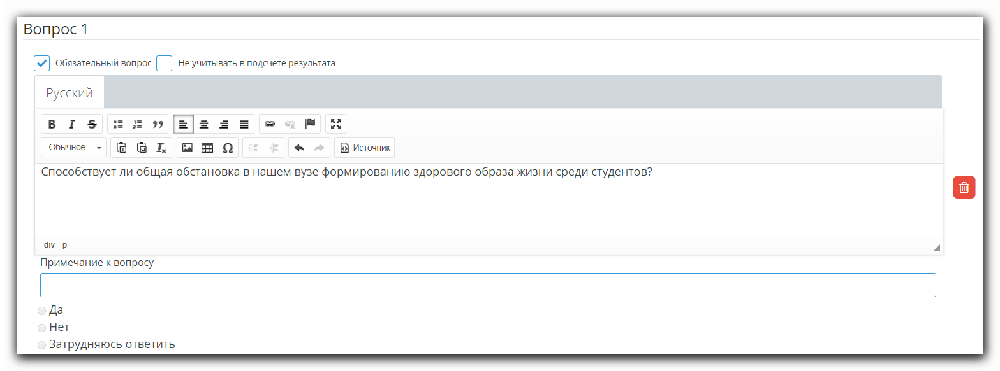 Вопрос 1
Обязательный вопрос Не учитывать в подсчете результата
Русский
Обычное Источник
Способствует ли общая обстановка в нашем вузе формированию здорового образа жизни среди студентов?
div p
Примечание к вопросу
Да
Нет
Затрудняюсь ответить